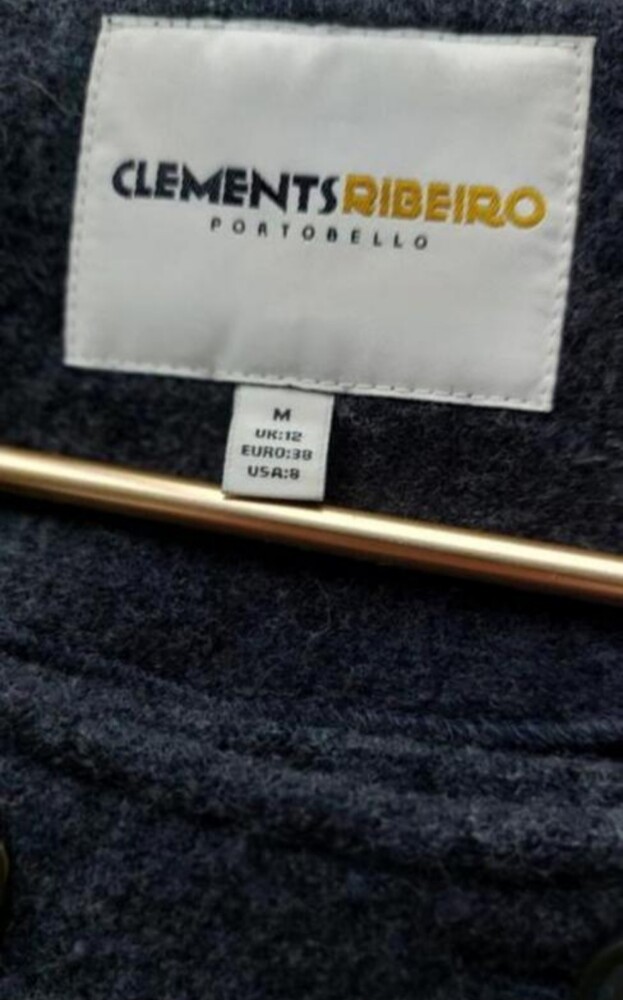 CLEMENTSRIBEIRO
PORTOBELLO
M
UK:12
EURO:38
USA:8